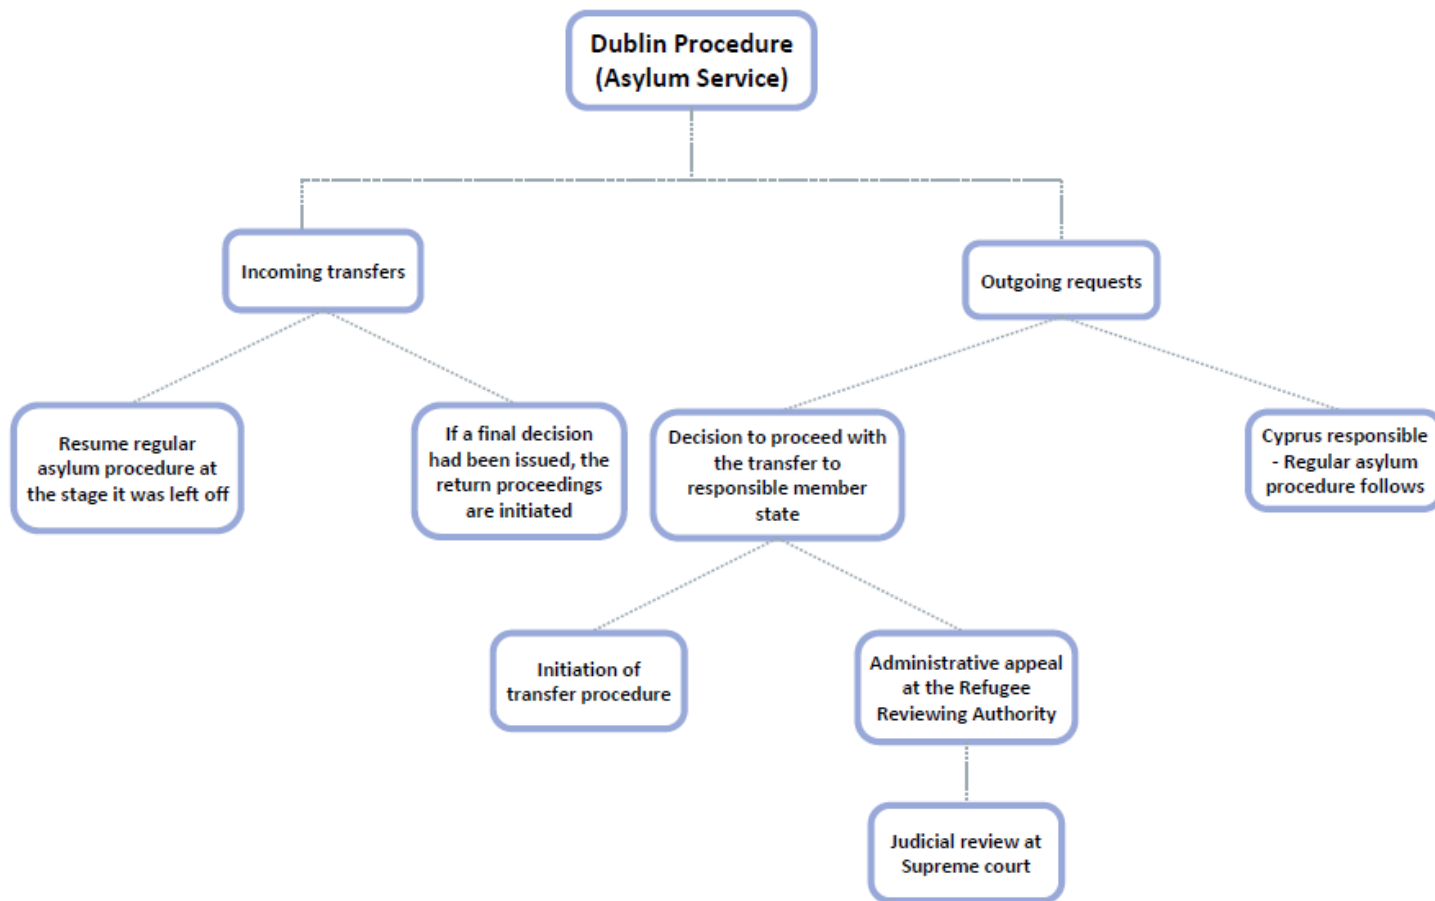 Dublin Procedure
(Asylum Service)
Incoming transfers
Outgoing requests
Resume regular
asylum procedure at
the stage it was left off
If a final decision
had been issued, the
return proceedings
are initiated
Decision to proceed with
the transfer to
responsible member
state
Cyprus responsible
- Regular asylum
procedure follows
Initiation of
transfer procedure
Administrative appeal
at the Refugee
Reviewing Authority
Judicial review at
Supreme court